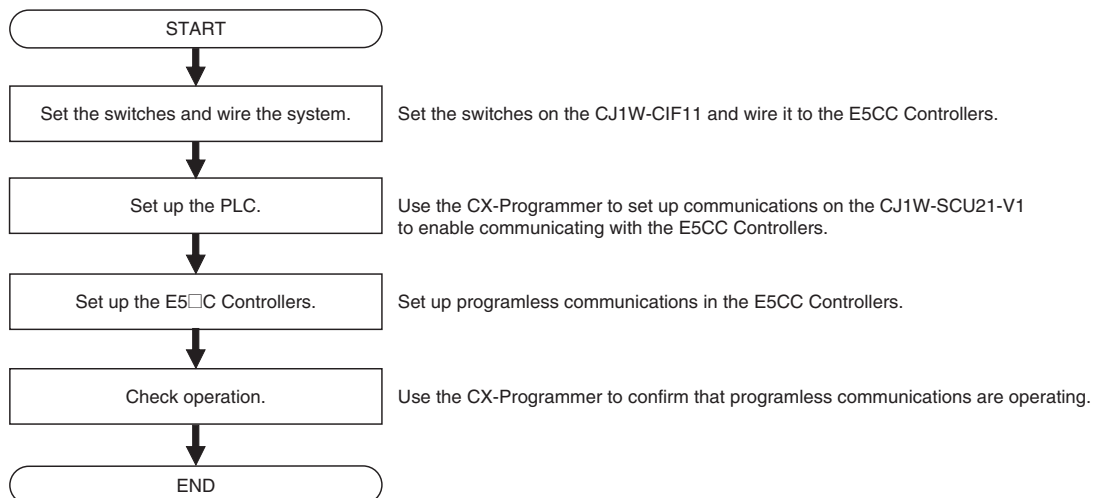 START
Set the switches and wire the system.
Set the switches on the CJ1W-CIF11 and wire it to the E5CC Controllers.
Set up the PLC.
Use the CX-Programmer to set up communications on the CJ1W-SCU21-V1
to enable communicating with the E5CC Controllers.
Set up the E5□C Controllers.
Set up programless communications in the E5CC Controllers.
Check operation.
Use the CX-Programmer to confirm that programless communications are operating.
END